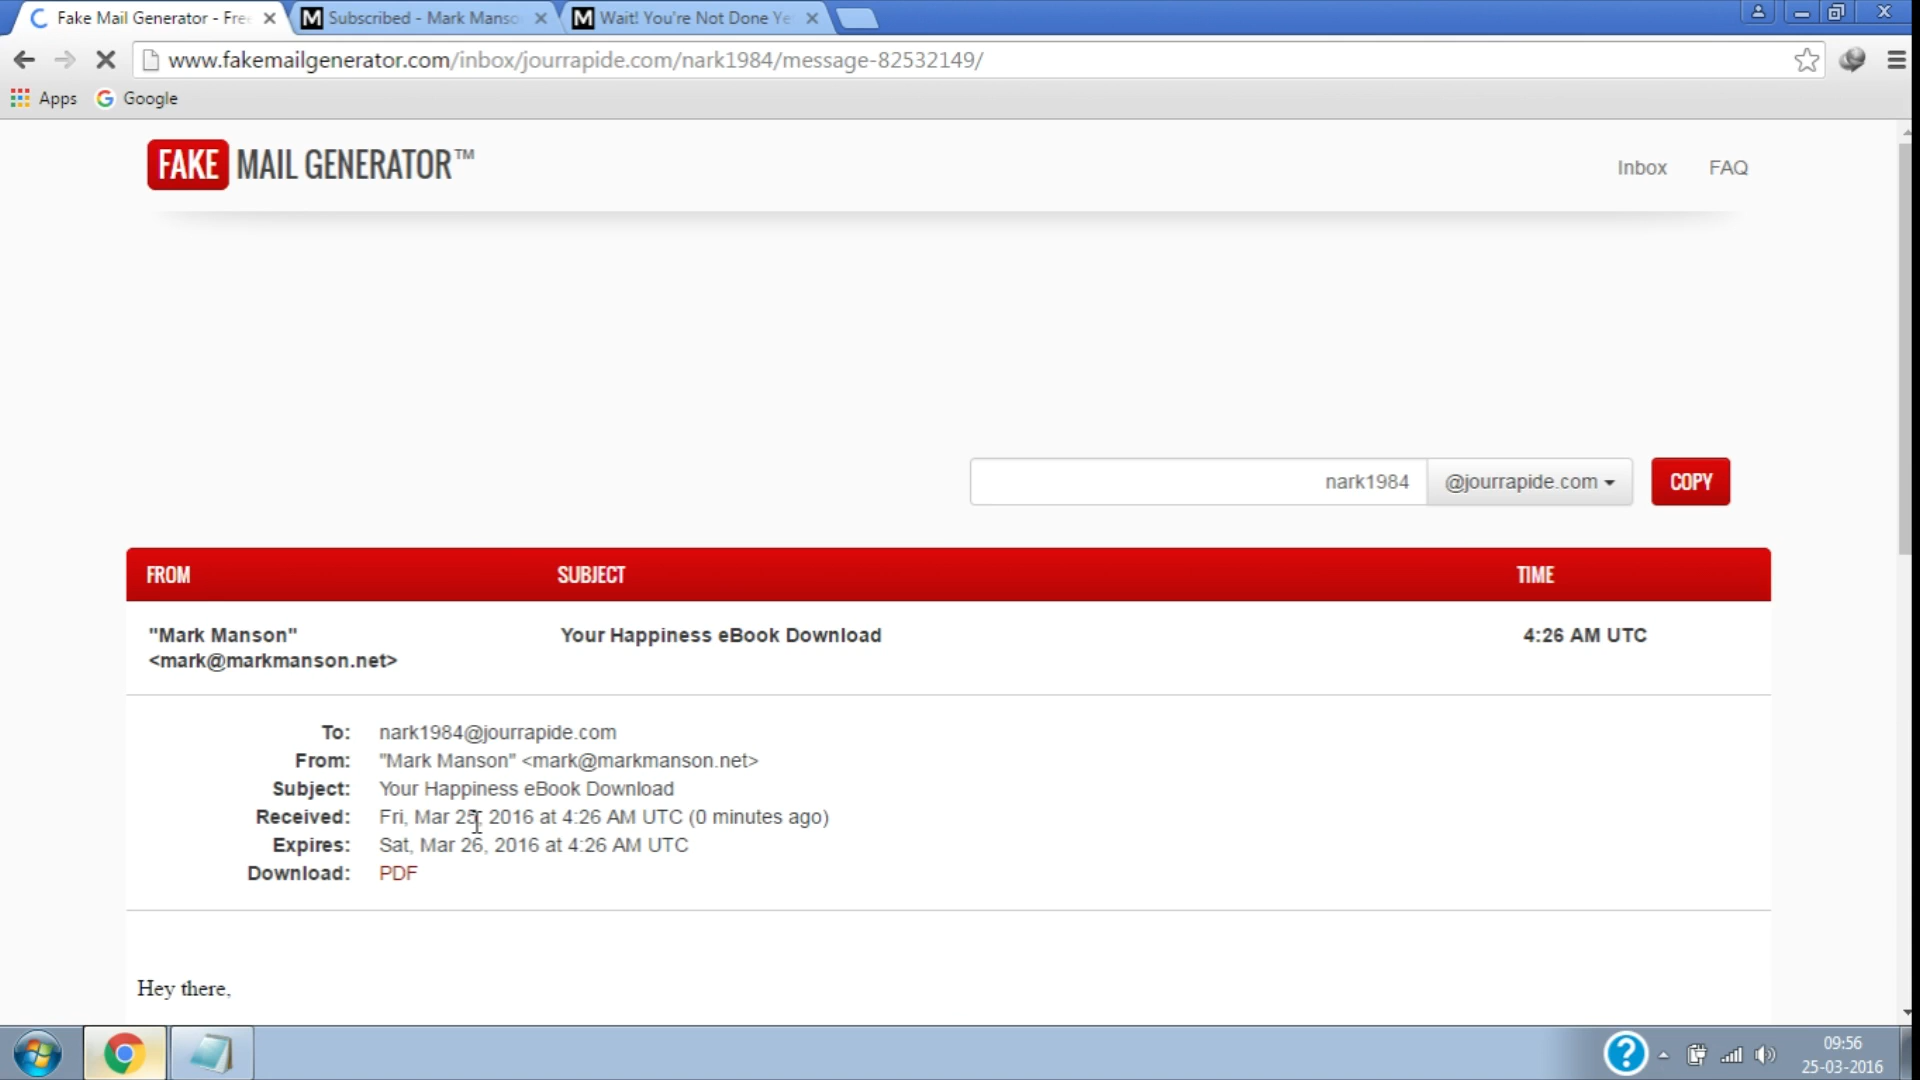 Fake Mail Generator - Free
Subscribed - Mark Manso
Wait! You're Not Done Ye
www.fakemailgenerator.com/inbox/jourrapide.com/nark1984/message-82532149/
Apps
Google
FAKE MAIL GENERATOR™
Inbox
FAQ
nark1984
@jourrapide.com
COPY
FROM
SUBJECT
TIME
"Mark Manson"
<mark@markmanson.net>
Your Happiness eBook Download
4:26 AM UTC
To: nark1984@jourrapide.com
From: "Mark Manson" <mark@markmanson.net>
Subject: Your Happiness eBook Download
Received: Fri, Mar 25, 2016 at 4:26 AM UTC (0 minutes ago)
Expires: Sat, Mar 26, 2016 at 4:26 AM UTC
Download: PDF
Hey there,
09:56
25-03-2016